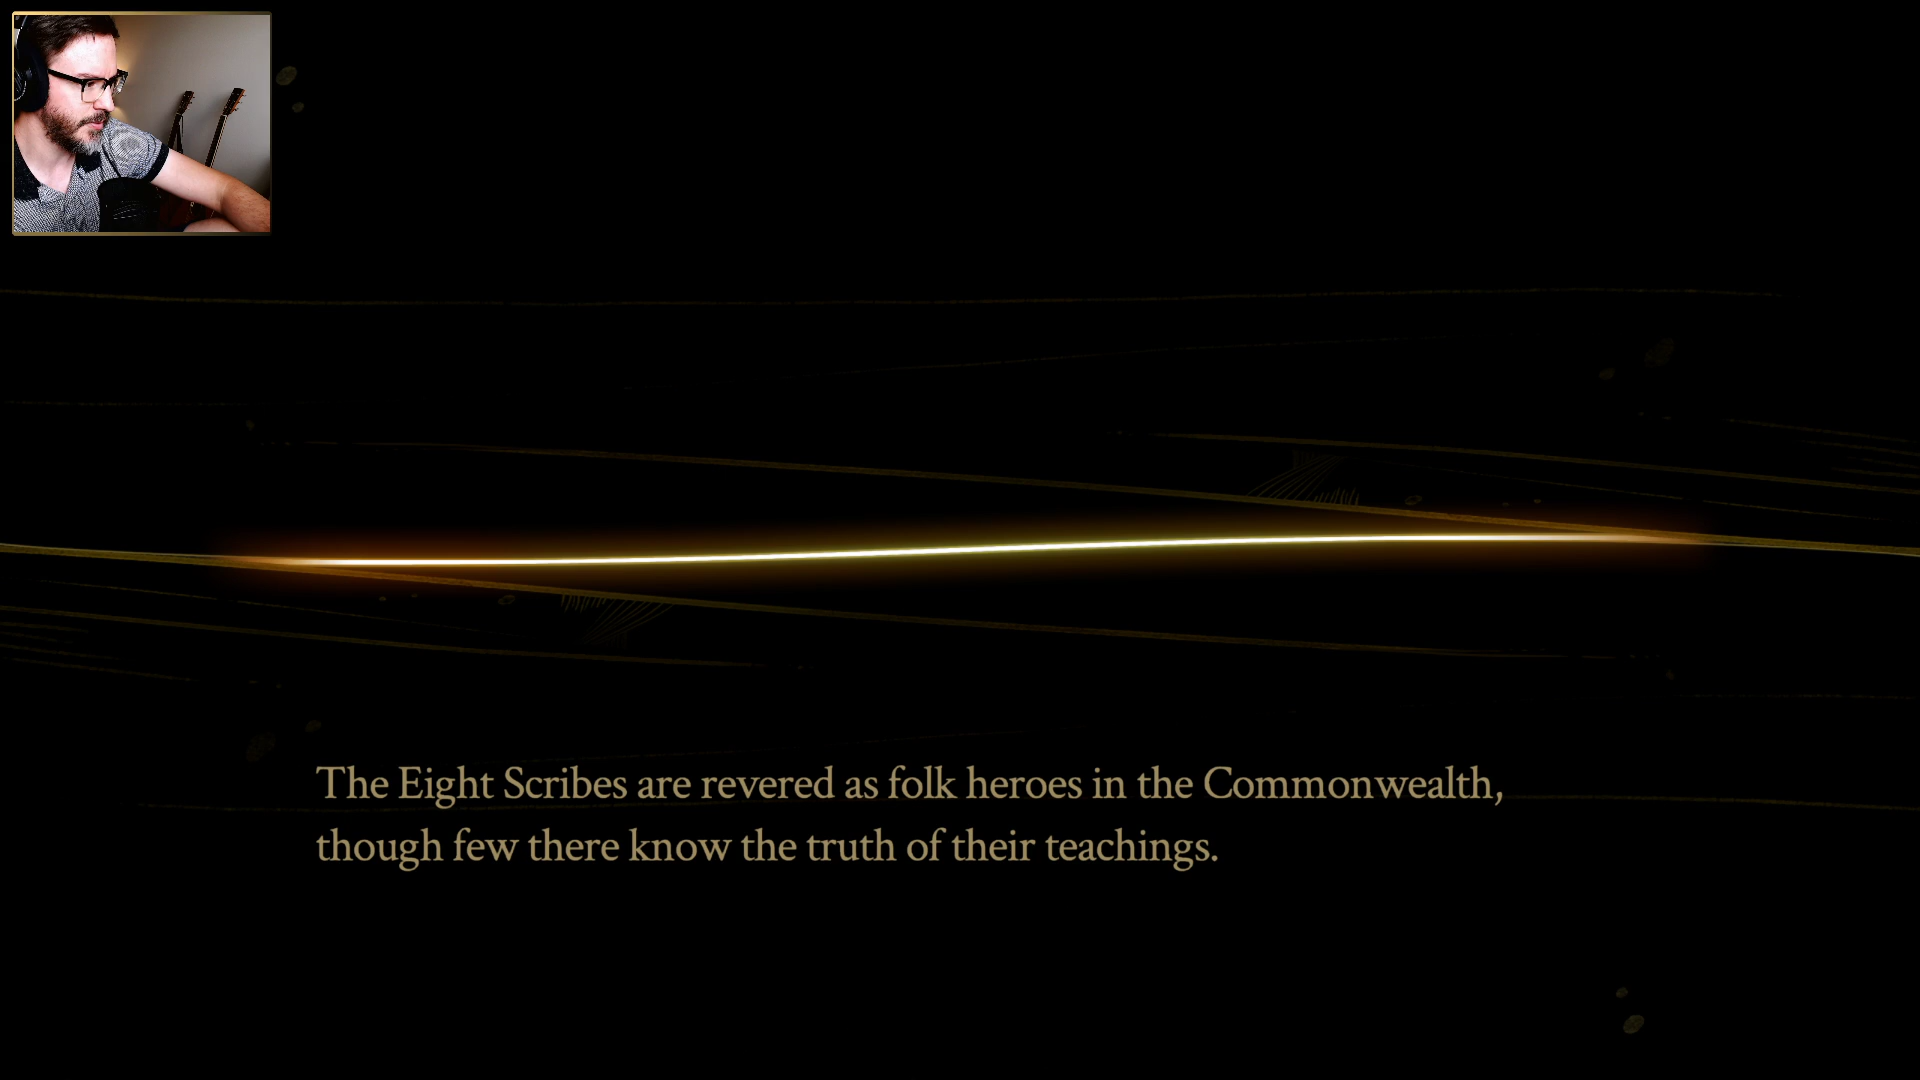 The Eight Scribes are revered as folk heroes in the Commonwealth,
though few there know the truth of their teachings.